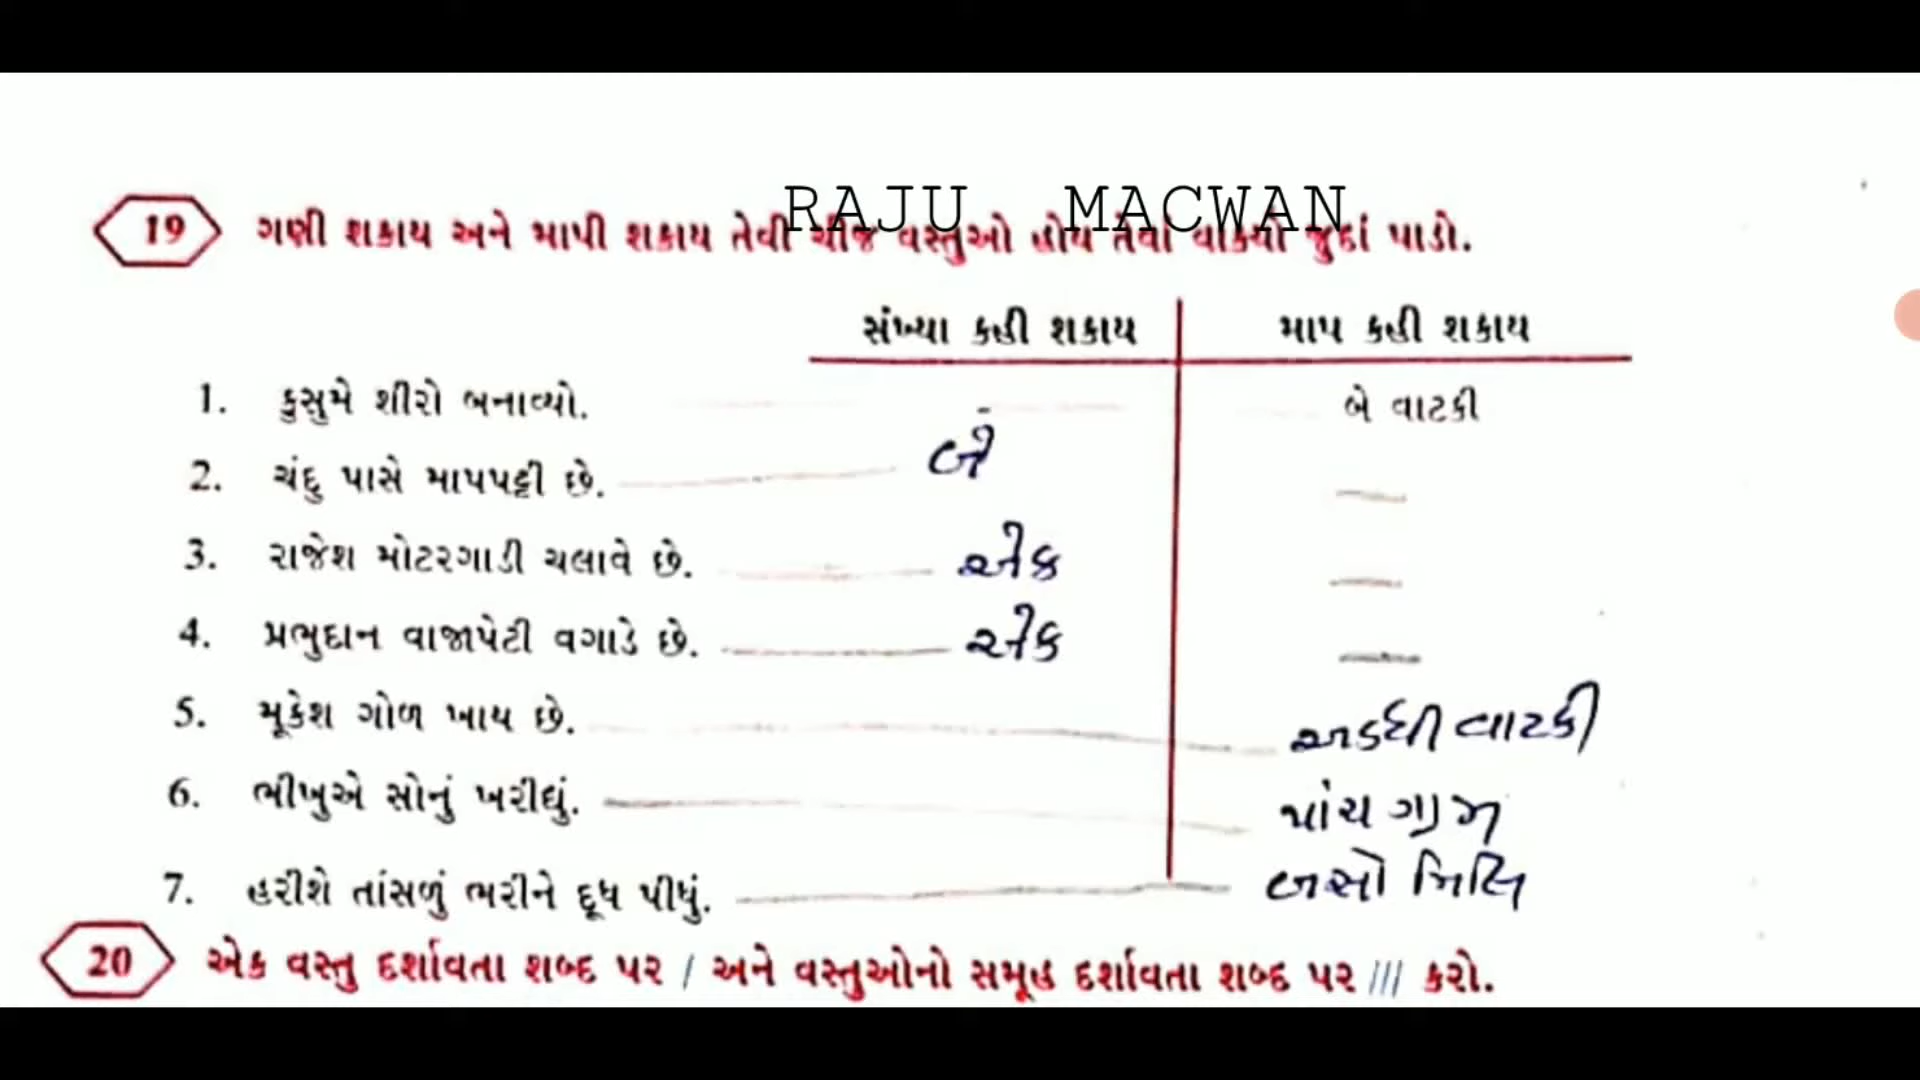 RAJU MACWAN
19 ગણી શકાય અને માપી શકાય તેવી ચીજ વસ્તુઓ હોય તેવાં વાક્યો જુદાં પાડો.
સંખ્યા કહી શકાય માપ કહી શકાય
1. કુસુમે શીરો બનાવ્યો. - બે વાટકી
2. ચંદુ પાસે માપપટ્ટી છે. બે —
3. રાજેશ મોટરગાડી ચલાવે છે. એક —
4. પ્રભુદાન વાજાપેટી વગાડે છે. એક —
5. મૂકેશ ગોળ ખાય છે. અડધી વાટકી
6. ભીખુએ સોનું ખરીદ્યું. પાંચ ગ્રામ
7. હરીશે તાંસળું ભરીને દૂધ પીધું. બસો મિલિ
20 એક વસ્તુ દર્શાવતા શબ્દ પર / અને વસ્તુઓનો સમૂહ દર્શાવતા શબ્દ પર /// કરો.